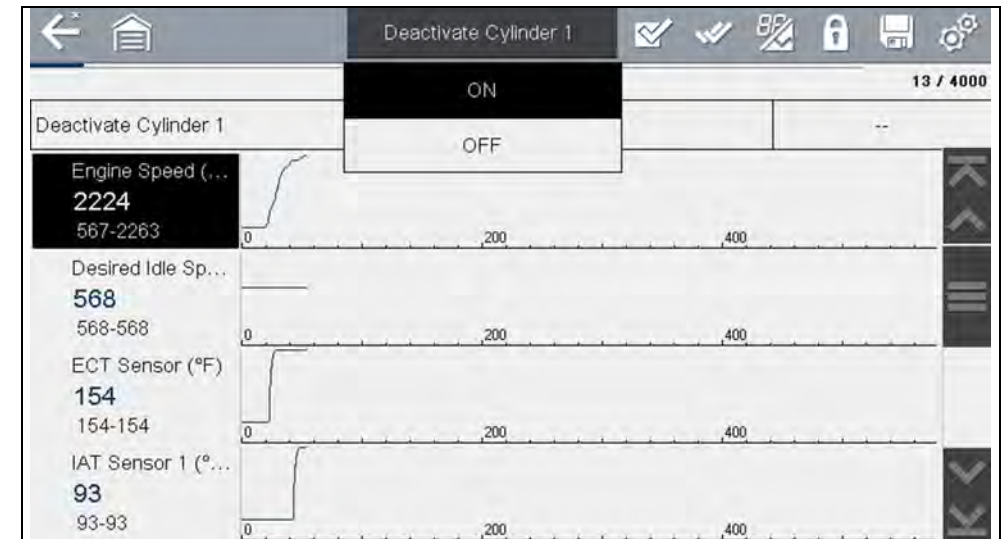 Deactivate Cylinder 1
ON
OFF
13 / 4000
Deactivate Cylinder 1
--
Engine Speed (...
2224
567-2263
0 200 400
Desired Idle Sp...
568
568-568
0 200 400
ECT Sensor (°F)
154
154-154
0 200 400
IAT Sensor 1 (°...
93
93-93
0 200 400